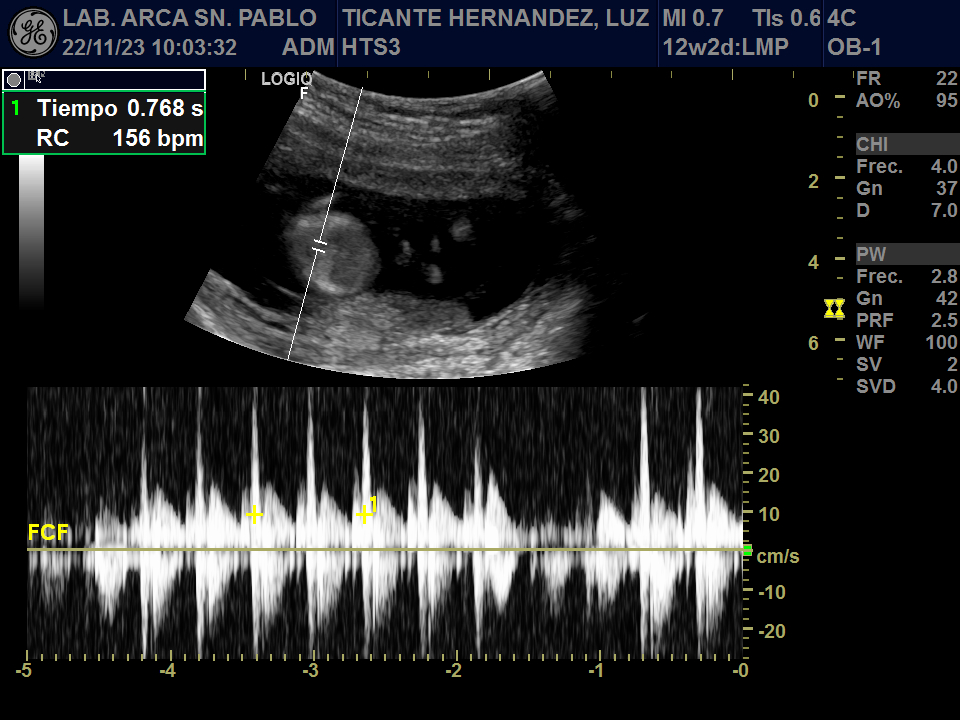 LAB. ARCA SN. PABLO
TICANTE HERNANDEZ, LUZ
MI 0.7 TIs 0.6
4C
22/11/23 10:03:32 ADM
HTS3
12w2d:LMP
OB-1
1 Tiempo 0.768 s
RC 156 bpm
LOGIQ
F
FR 22
AO% 95
CHI
Frec. 4.0
Gn 37
D 7.0
PW
Frec. 2.8
Gn 42
PRF 2.5
WF 100
SV 2
SVD 4.0
0
2
4
6
FCF
1
40
30
20
10
cm/s
-10
-20
-5 -4 -3 -2 -1 -0